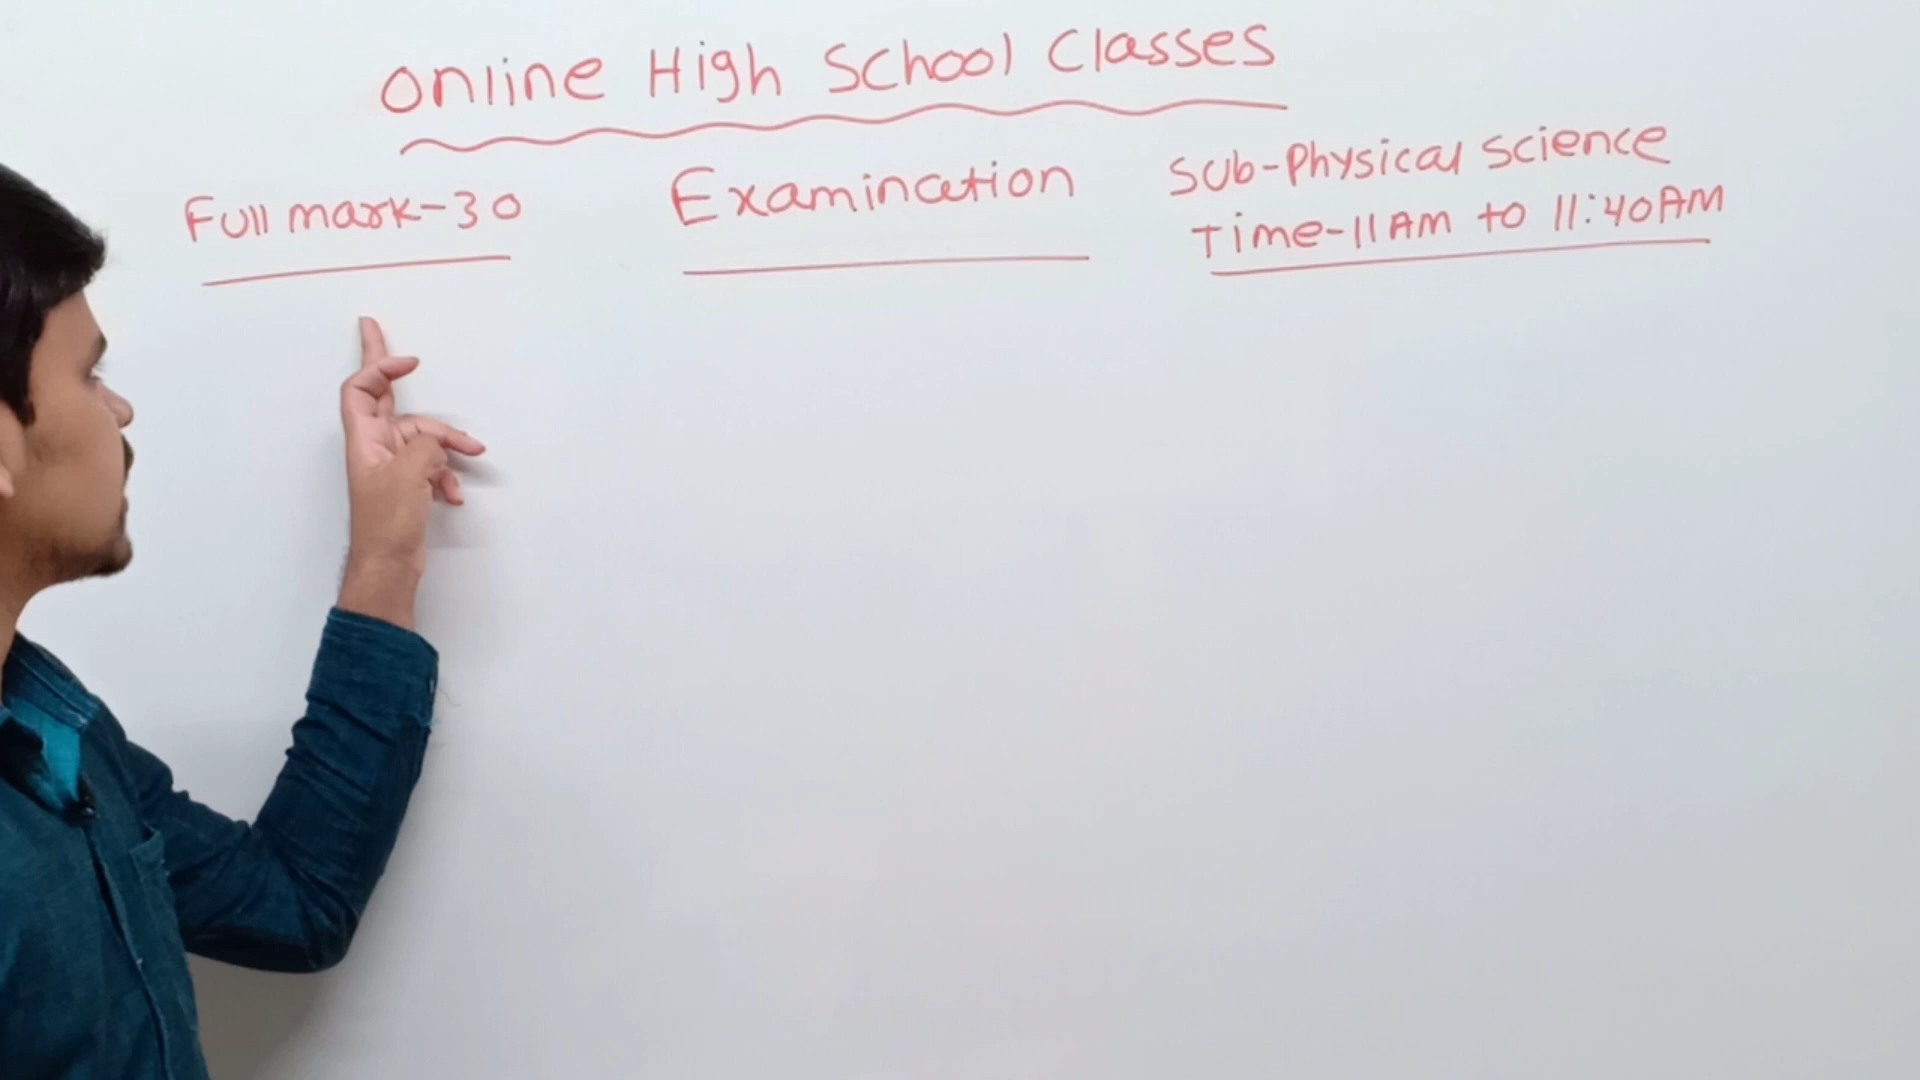 Online High School Classes
Full mark-30
Examination
Sub-Physical Science
Time-11AM to 11:40AM